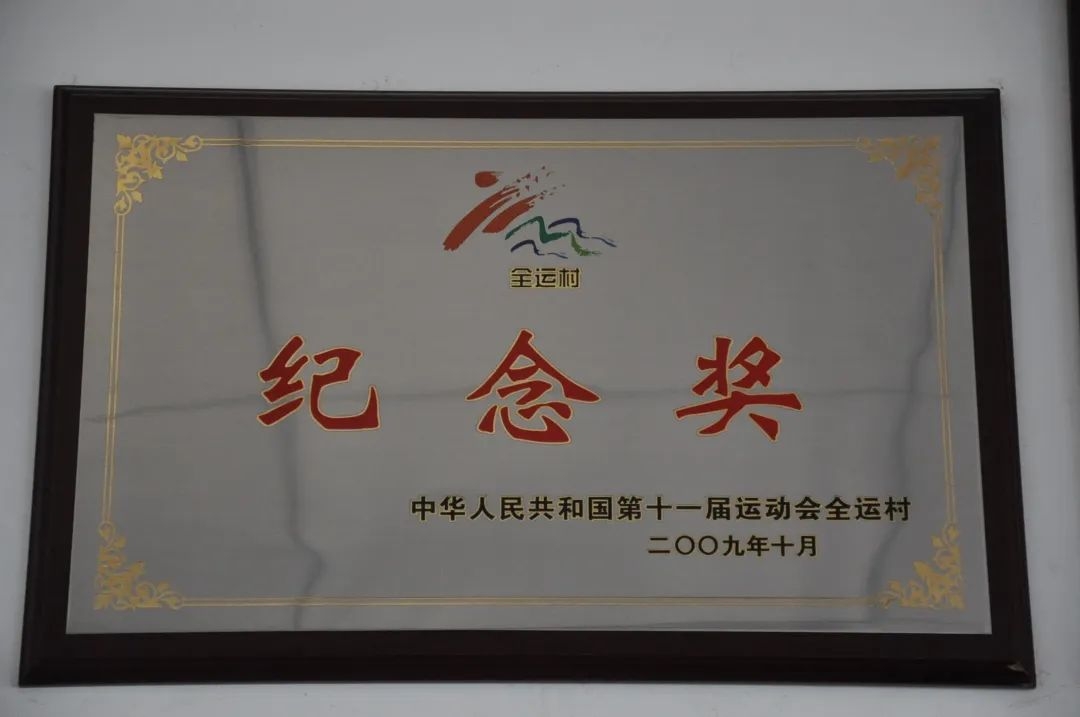 全运村
纪念奖
中华人民共和国第十一届运动会全运村
二〇〇九年十月